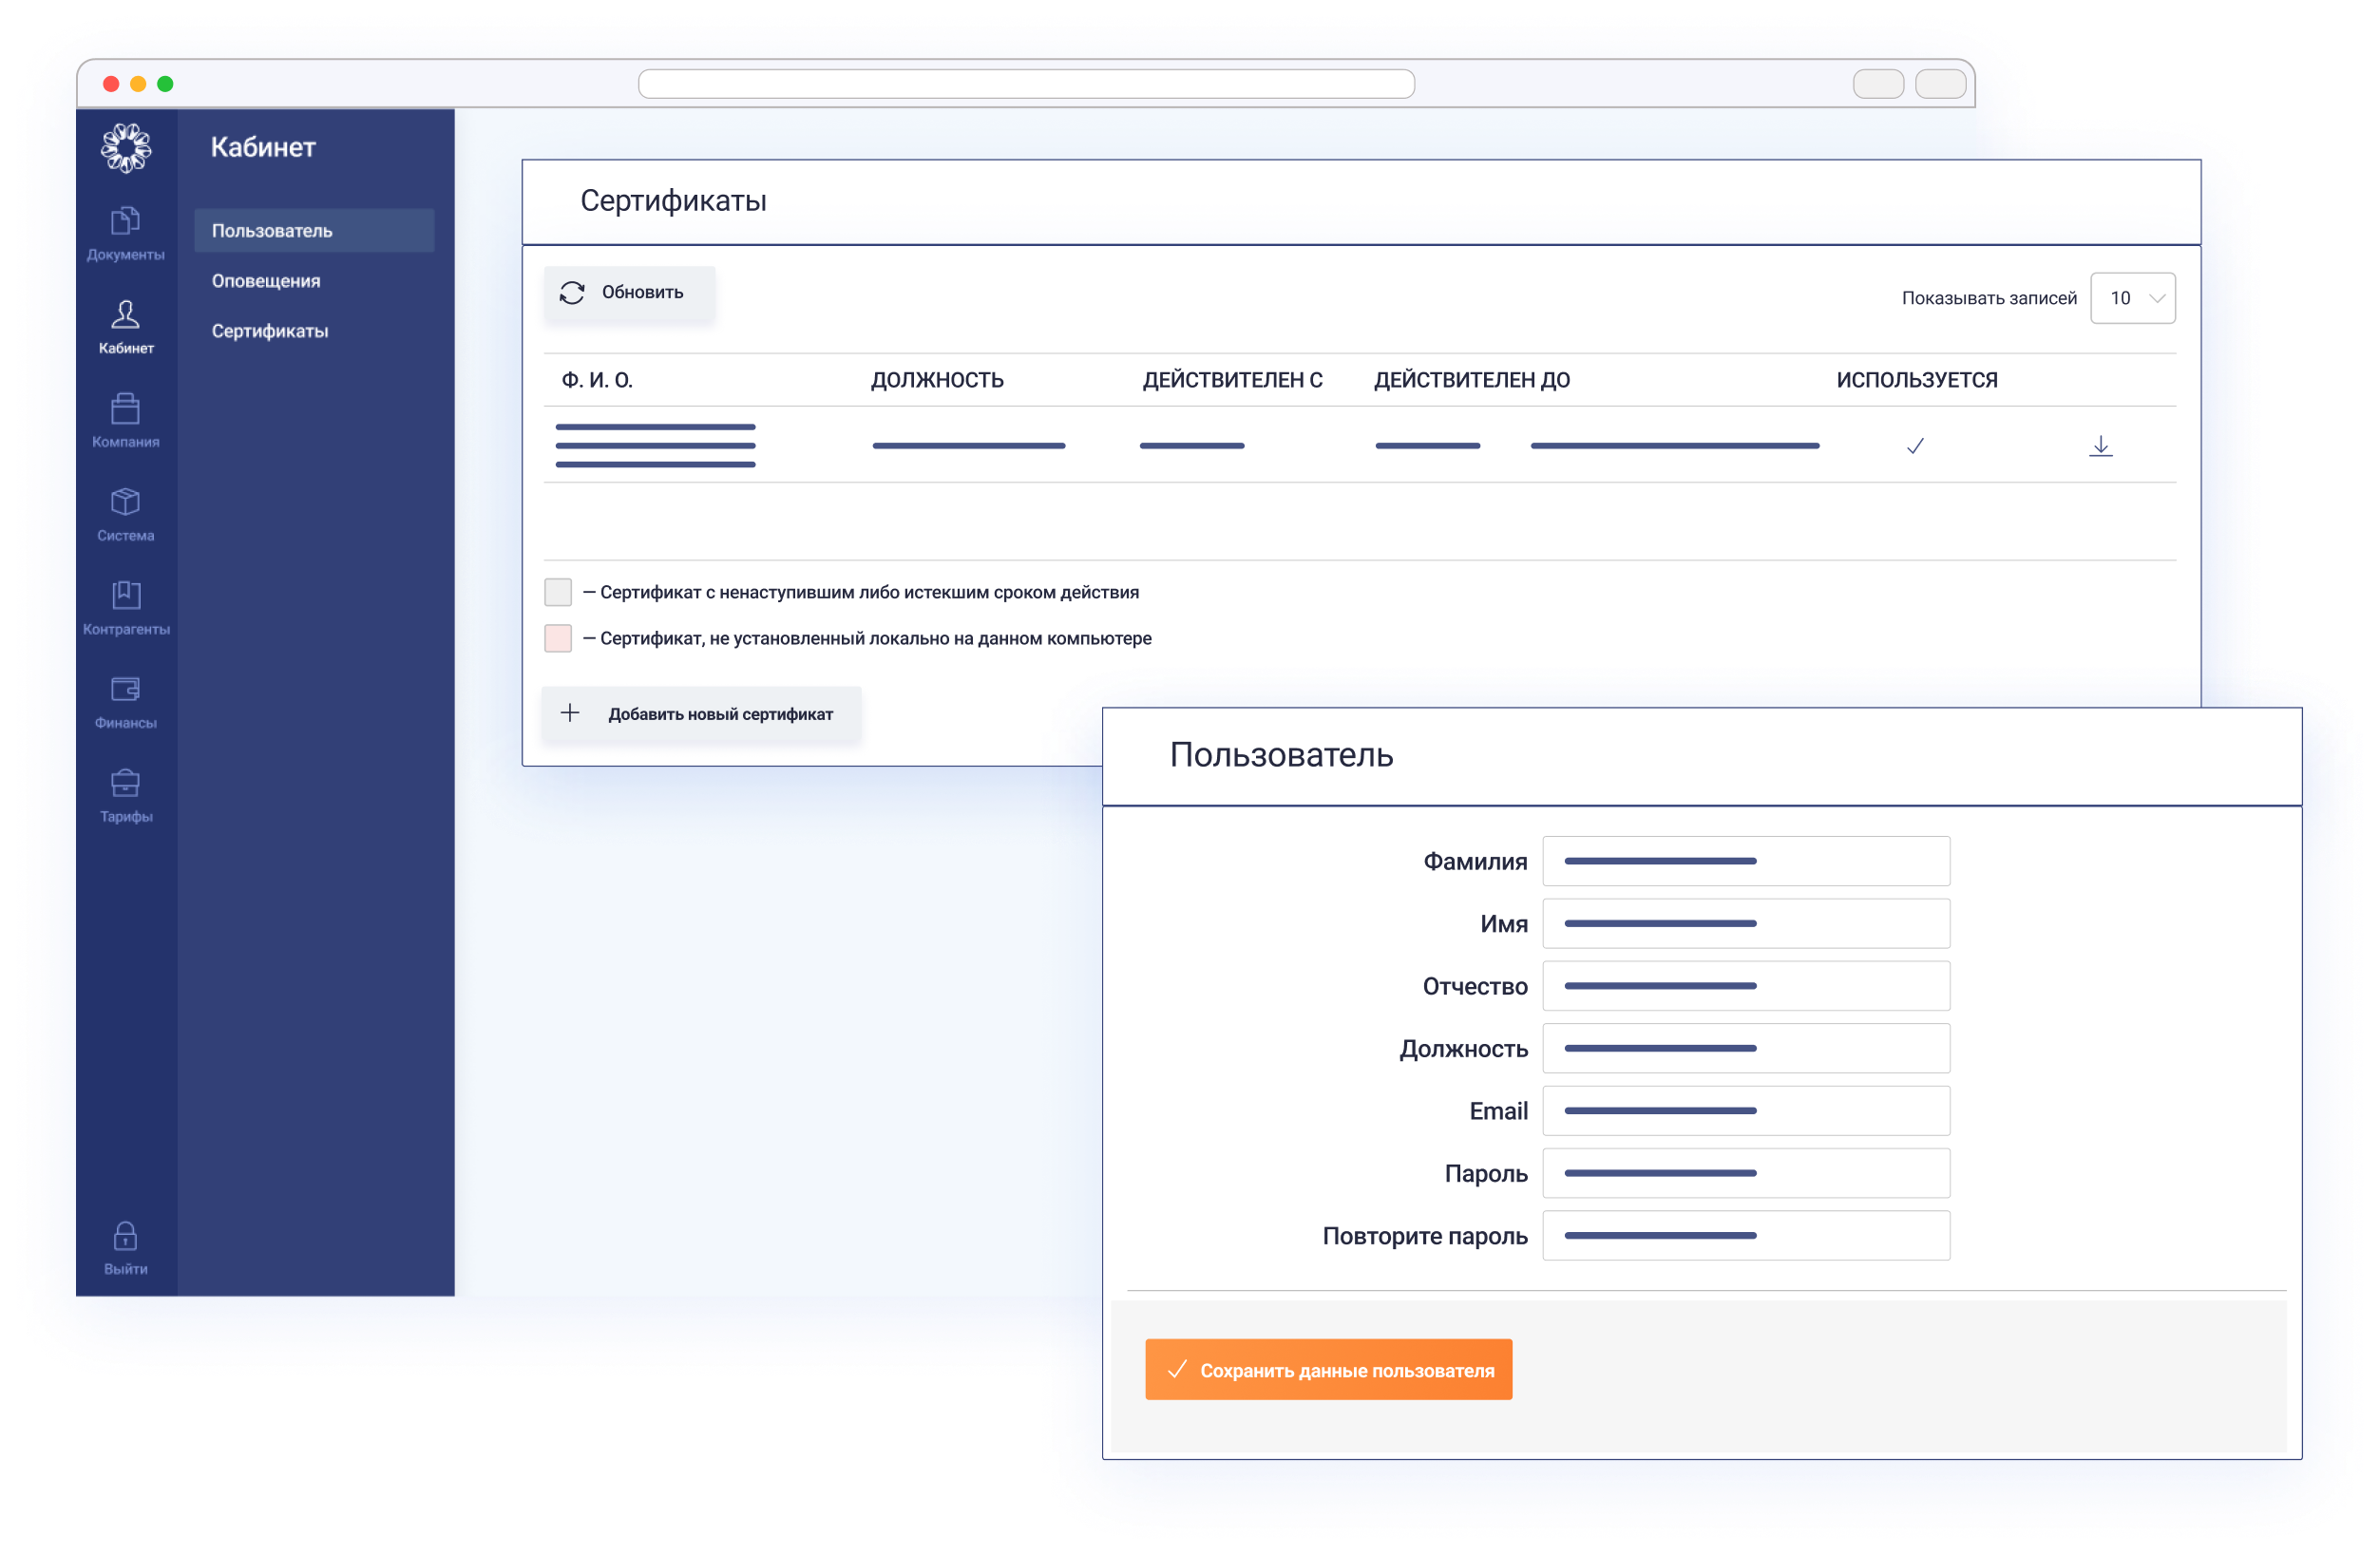 Кабинет
Документы
Кабинет
Компания
Система
Контрагенты
Финансы
Тарифы
Выйти
Пользователь
Оповещения
Сертификаты
Сертификаты
Обновить
Показывать записей 10
Ф. И. О. ДОЛЖНОСТЬ ДЕЙСТВИТЕЛЕН С ДЕЙСТВИТЕЛЕН ДО ИСПОЛЬЗУЕТСЯ
— Сертификат с ненаступившим либо истекшим сроком действия
— Сертификат, не установленный локально на данном компьютере
Добавить новый сертификат
Пользователь
Фамилия
Имя
Отчество
Должность
Email
Пароль
Повторите пароль
Сохранить данные пользователя